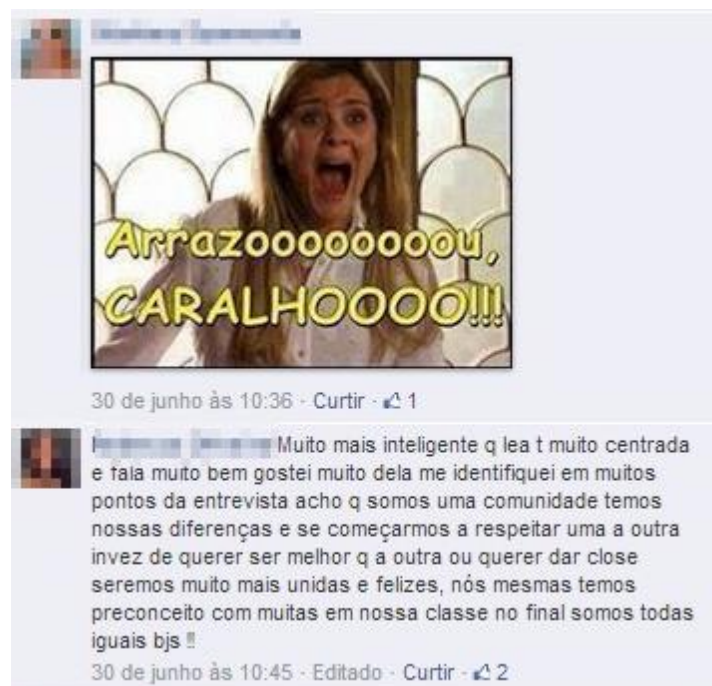 Arrazooooooooou,
CARALHOOOO!!!
30 de junho às 10:36 · Curtir · 1
Muito mais inteligente q lea t muito centrada
e fala muito bem gostei muito dela me identifiquei em muitos
pontos da entrevista acho q somos uma comunidade temos
nossas diferenças e se começarmos a respeitar uma a outra
invez de querer ser melhor q a outra ou querer dar close
seremos muito mais unidas e felizes, nós mesmas temos
preconceito com muitas em nossa classe no final somos todas
iguais bjs !!
30 de junho às 10:45 · Editado · Curtir · 2